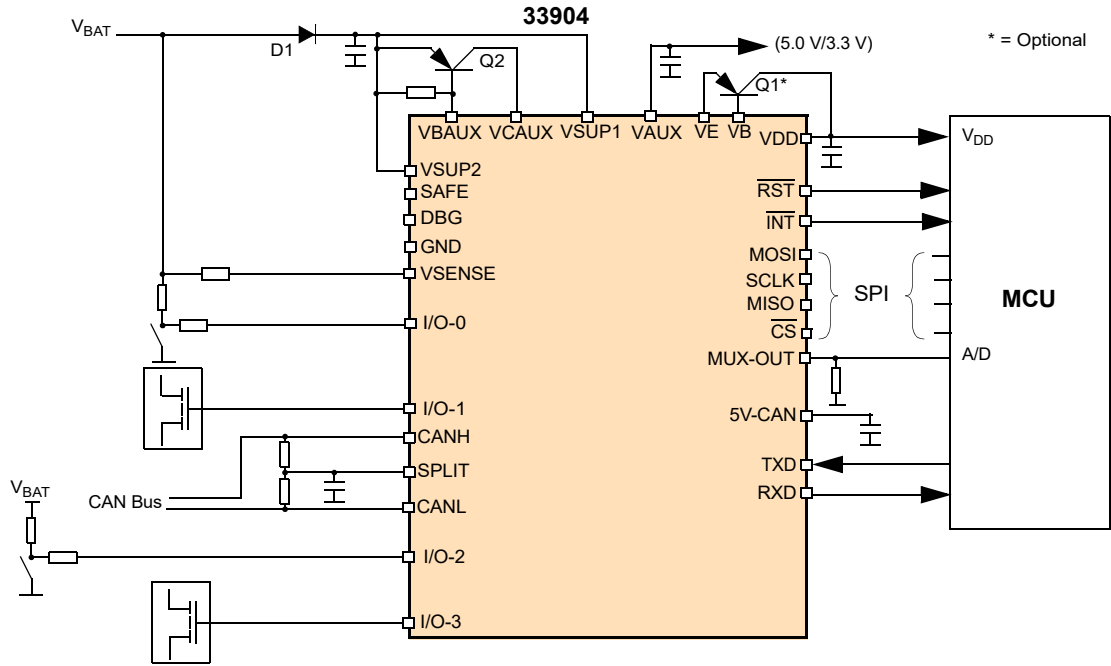 33904
V_BAT
D1
Q2
(5.0 V/3.3 V)
* = Optional
Q1*
VBAUX VCAUX VSUP1 VAUX VE VB
VDD
V_DD
VSUP2
SAFE
RST
DBG
INT
GND
MOSI
VSENSE
SCLK
SPI
MCU
MISO
I/O-0
CS
MUX-OUT
A/D
I/O-1
5V-CAN
CANH
SPLIT
TXD
V_BAT
RXD
CAN Bus
CANL
I/O-2
I/O-3